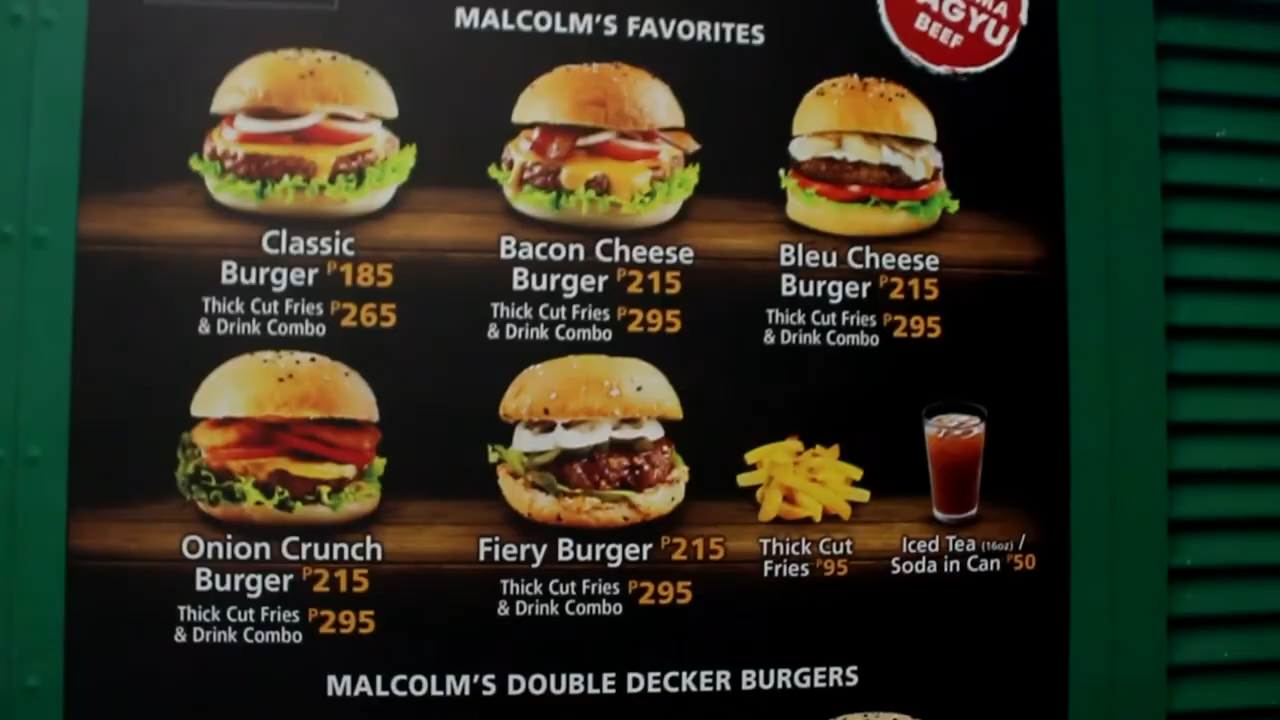 MALCOLM'S FAVORITES
BEEF
Classic
Burger ₱185
Thick Cut Fries
& Drink Combo ₱265
Bacon Cheese
Burger ₱215
Thick Cut Fries
& Drink Combo ₱295
Bleu Cheese
Burger ₱215
Thick Cut Fries
& Drink Combo ₱295
Onion Crunch
Burger ₱215
Thick Cut Fries
& Drink Combo ₱295
Fiery Burger ₱215
Thick Cut Fries
& Drink Combo ₱295
Thick Cut
Fries ₱95
Iced Tea (16oz) /
Soda in Can ₱50
MALCOLM'S DOUBLE DECKER BURGERS